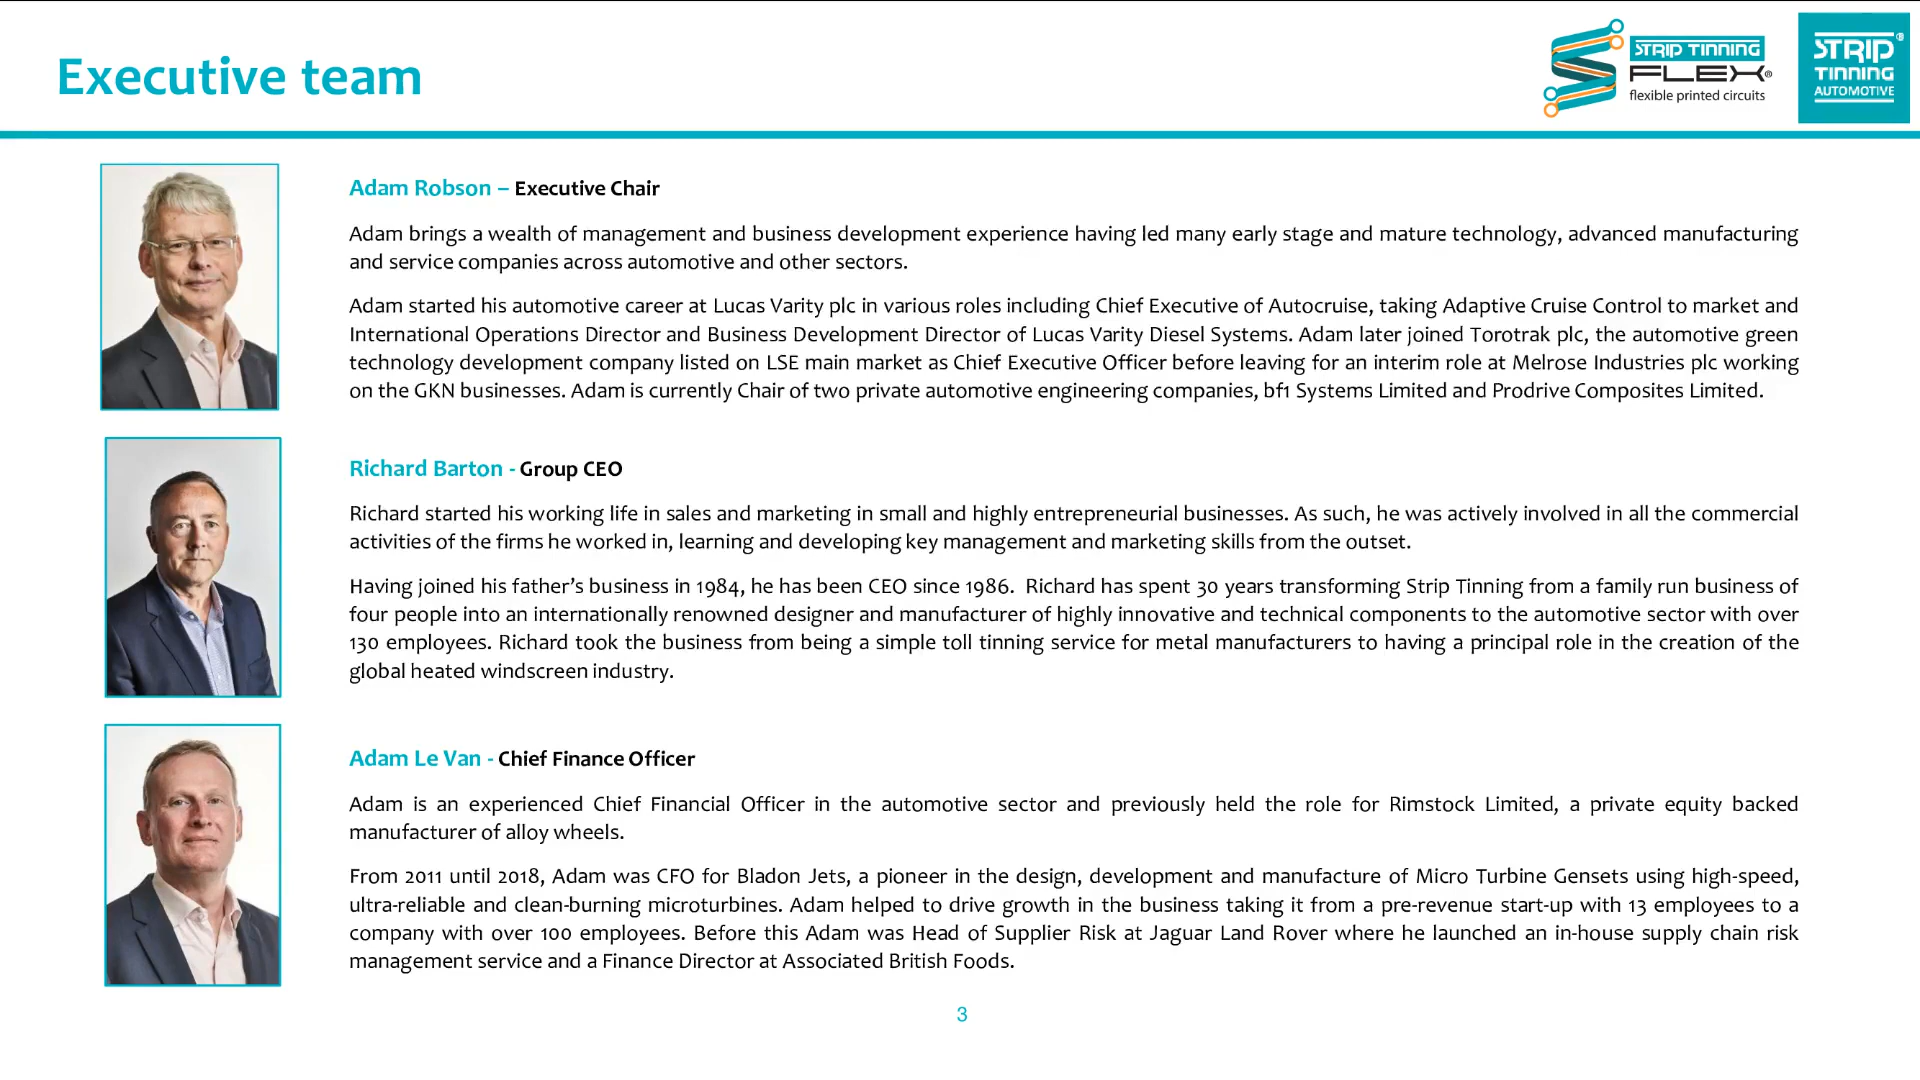 Executive team
STRIP TINNING
FLEX®
flexible printed circuits
STRIP®
TINNING
AUTOMOTIVE
Adam Robson – Executive Chair
Adam brings a wealth of management and business development experience having led many early stage and mature technology, advanced manufacturing
and service companies across automotive and other sectors.
Adam started his automotive career at Lucas Varity plc in various roles including Chief Executive of Autocruise, taking Adaptive Cruise Control to market and
International Operations Director and Business Development Director of Lucas Varity Diesel Systems. Adam later joined Torotrak plc, the automotive green
technology development company listed on LSE main market as Chief Executive Officer before leaving for an interim role at Melrose Industries plc working
on the GKN businesses. Adam is currently Chair of two private automotive engineering companies, bf1 Systems Limited and Prodrive Composites Limited.
Richard Barton - Group CEO
Richard started his working life in sales and marketing in small and highly entrepreneurial businesses. As such, he was actively involved in all the commercial
activities of the firms he worked in, learning and developing key management and marketing skills from the outset.
Having joined his father’s business in 1984, he has been CEO since 1986. Richard has spent 30 years transforming Strip Tinning from a family run business of
four people into an internationally renowned designer and manufacturer of highly innovative and technical components to the automotive sector with over
130 employees. Richard took the business from being a simple toll tinning service for metal manufacturers to having a principal role in the creation of the
global heated windscreen industry.
Adam Le Van - Chief Finance Officer
Adam is an experienced Chief Financial Officer in the automotive sector and previously held the role for Rimstock Limited, a private equity backed
manufacturer of alloy wheels.
From 2011 until 2018, Adam was CFO for Bladon Jets, a pioneer in the design, development and manufacture of Micro Turbine Gensets using high-speed,
ultra-reliable and clean-burning microturbines. Adam helped to drive growth in the business taking it from a pre-revenue start-up with 13 employees to a
company with over 100 employees. Before this Adam was Head of Supplier Risk at Jaguar Land Rover where he launched an in-house supply chain risk
management service and a Finance Director at Associated British Foods.
3